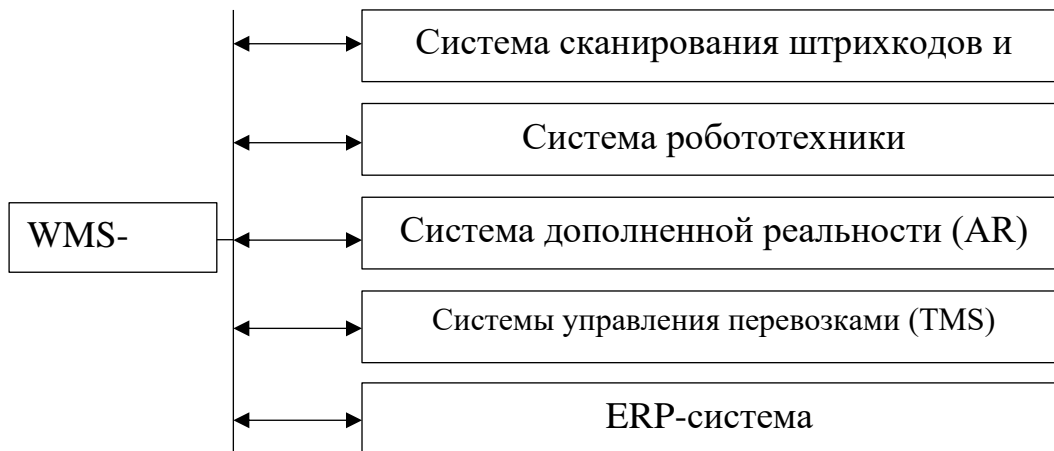 Система сканирования штрихкодов и
Система робототехники
WMS-
Система дополненной реальности (AR)
Системы управления перевозками (TMS)
ERP-система